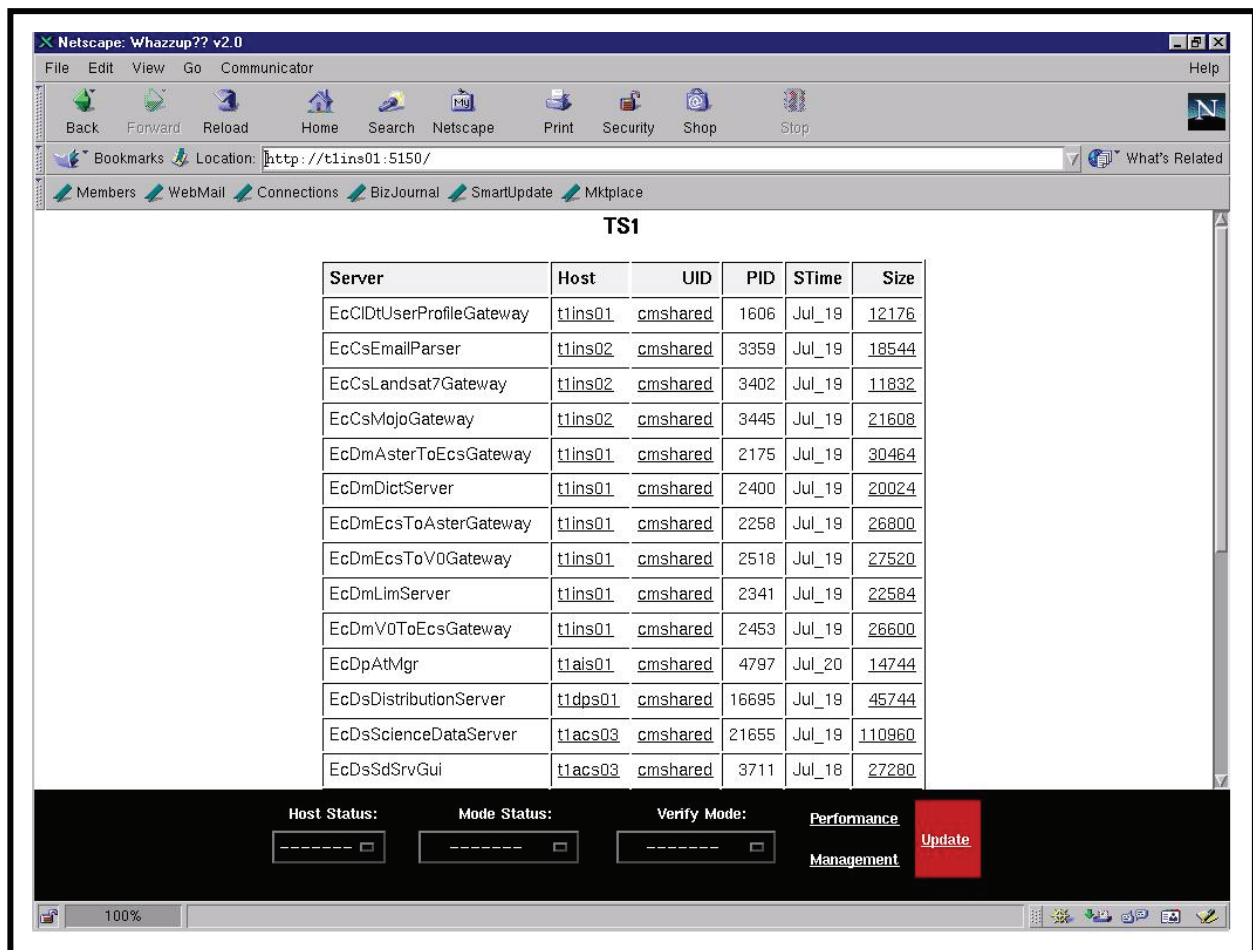 Netscape: Whazzup?? v2.0
File Edit View Go Communicator Help
My N
Back Forward Reload Home Search Netscape Print Security Shop Stop
Bookmarks Location: http://t1ins01:5150/ What's Related
Members WebMail Connections BizJournal SmartUpdate Mktplace
TS1
Server Host UID PID STime Size
EcClDtUserProfileGateway t1ins01 cmshared 1606 Jul_19 12176
EcCsEmailParser t1ins02 cmshared 3359 Jul_19 18544
EcCsLandsat7Gateway t1ins02 cmshared 3402 Jul_19 11832
EcCsMojoGateway t1ins02 cmshared 3445 Jul_19 21608
EcDmAsterToEcsGateway t1ins01 cmshared 2175 Jul_19 30464
EcDmDictServer t1ins01 cmshared 2400 Jul_19 20024
EcDmEcsToAsterGateway t1ins01 cmshared 2258 Jul_19 26800
EcDmEcsToV0Gateway t1ins01 cmshared 2518 Jul_19 27520
EcDmLimServer t1ins01 cmshared 2341 Jul_19 22584
EcDmV0ToEcsGateway t1ins01 cmshared 2453 Jul_19 26600
EcDpAtMgr t1ais01 cmshared 4797 Jul_20 14744
EcDsDistributionServer t1dps01 cmshared 16695 Jul_19 45744
EcDsScienceDataServer t1acs03 cmshared 21655 Jul_19 110960
EcDsSdSrvGui t1acs03 cmshared 3711 Jul_18 27280
Host Status: Mode Status: Verify Mode: Performance
------- ------- ------- Update
Management
100%